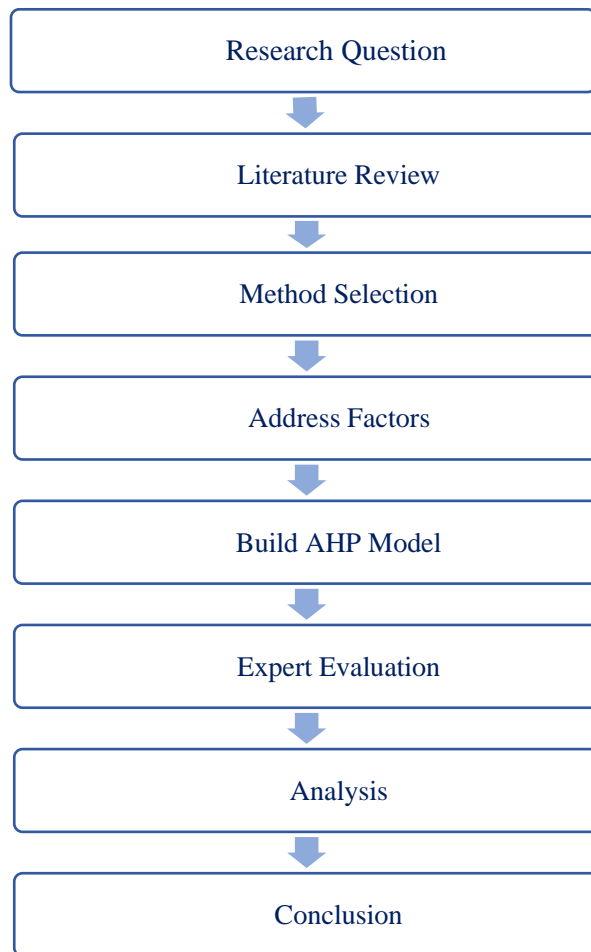 Research Question
Literature Review
Method Selection
Address Factors
Build AHP Model
Expert Evaluation
Analysis
Conclusion